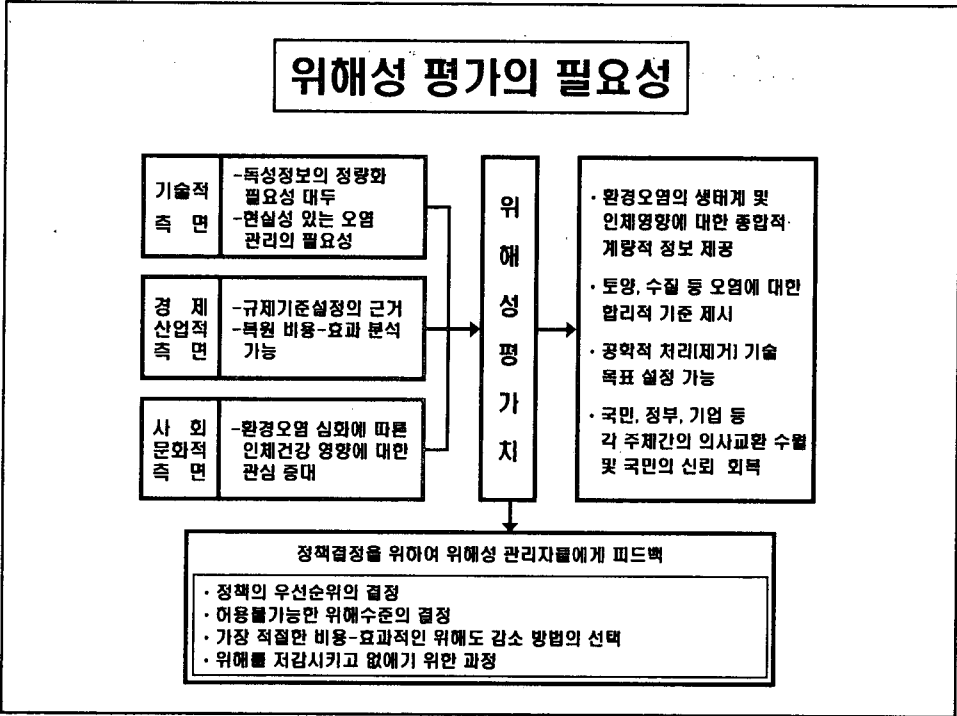 위해성 평가의 필요성
기술적
측 면
-독성정보의 정량화
필요성 대두
-현실성 있는 오염
관리의 필요성
경 제
산업적
측 면
-규제기준설정의 근거
-복원 비용-효과 분석
가능
사 회
문화적
측 면
-환경오염 심화에 따른
인체건강 영향에 대한
관심 증대
위
해
성
평
가
치
· 환경오염의 생태계 및
인체영향에 대한 종합적·
계량적 정보 제공
· 토양, 수질 등 오염에 대한
합리적 기준 제시
· 공학적 처리[제거] 기술
목표 설정 가능
· 국민, 정부, 기업 등
각 주체간의 의사교환 수월
및 국민의 신뢰 회복
정책결정을 위하여 위해성 관리자들에게 피드백
· 정책의 우선순위의 결정
· 허용불가능한 위해수준의 결정
· 가장 적절한 비용-효과적인 위해도 감소 방법의 선택
· 위해를 저감시키고 없애기 위한 과정